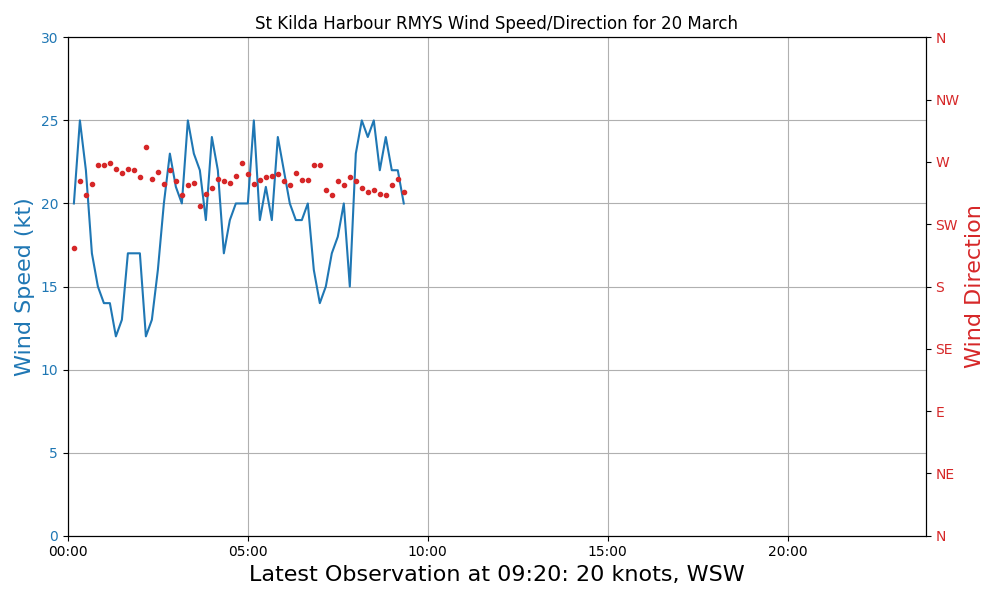 St Kilda Harbour RMYS Wind Speed/Direction for 20 March
Wind Speed (kt)
30
25
20
15
10
5
0
N
NW
W
SW
S
SE
E
NE
N
Wind Direction
00:00
05:00
10:00
15:00
20:00
Latest Observation at 09:20: 20 knots, WSW